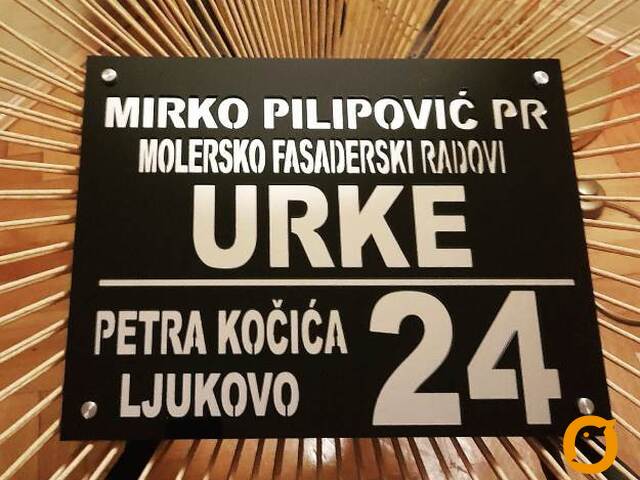 MIRKO PILIPOVIĆ PR
MOLERSKO FASADERSKI RADOVI
URKE
PETRA KOČIĆA 24
LJUKOVO